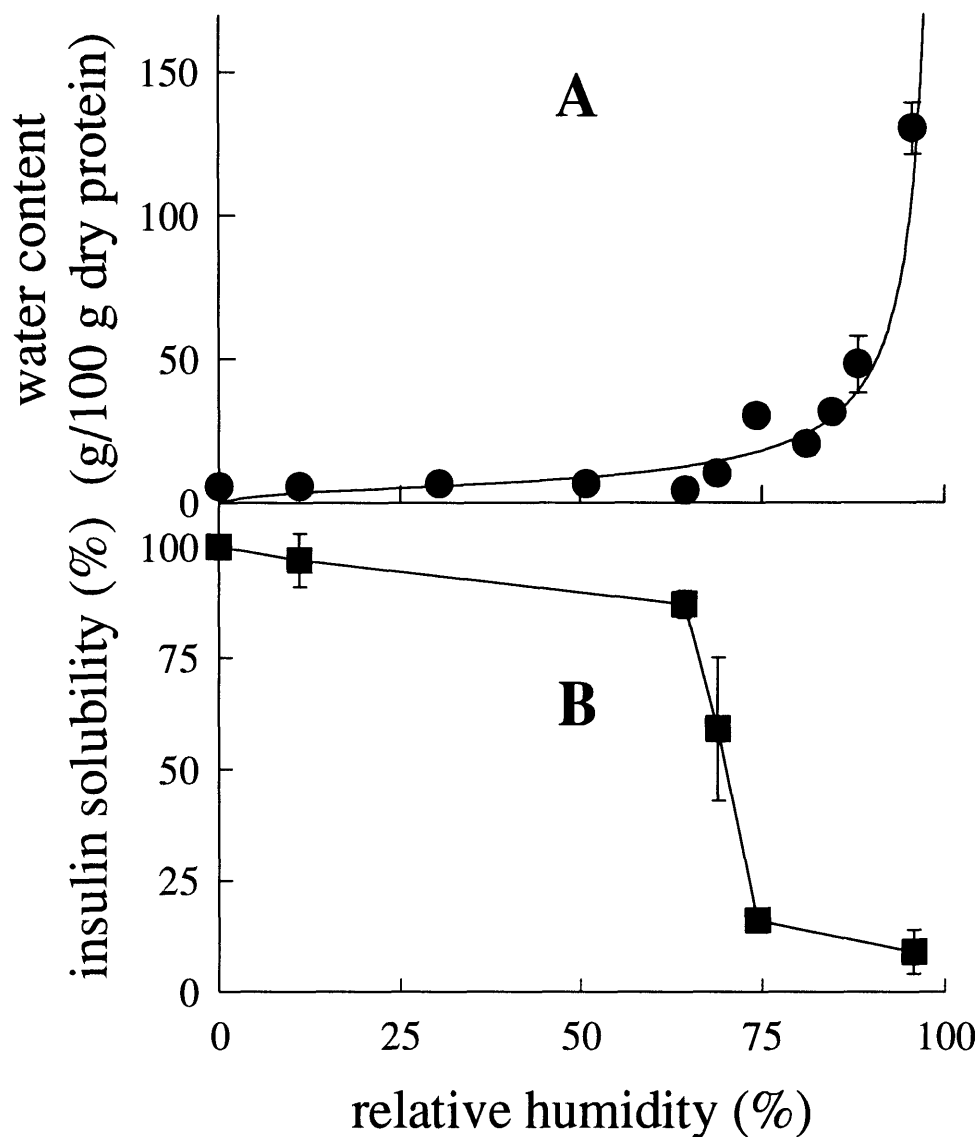 water content
(g/100 g dry protein)
150
100
50
0
A
insulin solubility (%)
100
75
50
25
0
B
0 25 50 75 100
relative humidity (%)